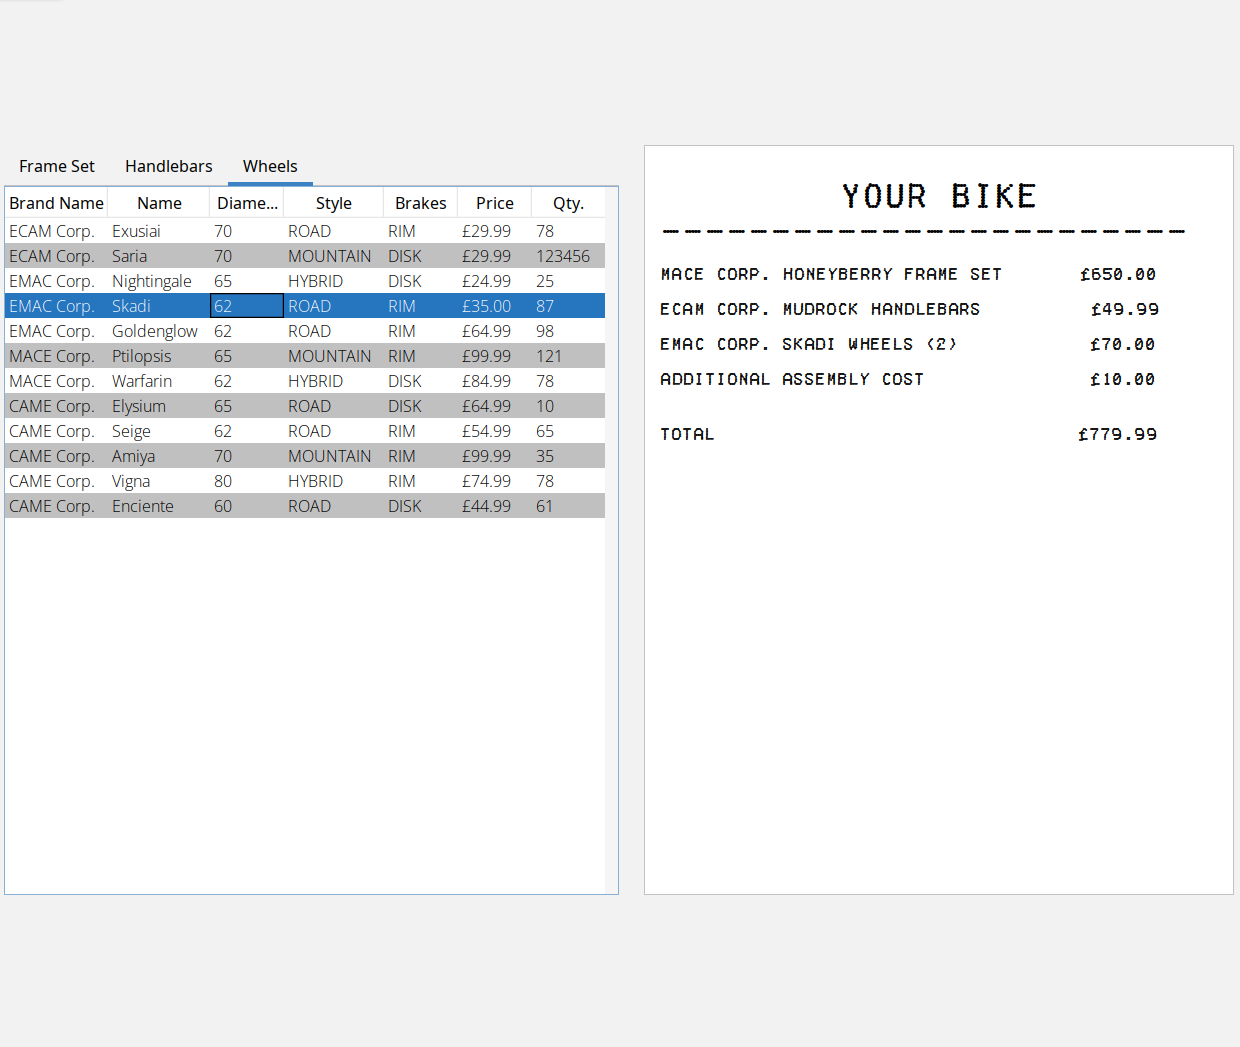 Frame Set Handlebars Wheels
Brand Name Name Diame... Style Brakes Price Qty.
ECAM Corp. Exusiai 70 ROAD RIM £29.99 78
ECAM Corp. Saria 70 MOUNTAIN DISK £29.99 123456
EMAC Corp. Nightingale 65 HYBRID DISK £24.99 25
EMAC Corp. Skadi 62 ROAD RIM £35.00 87
EMAC Corp. Goldenglow 62 ROAD RIM £64.99 98
MACE Corp. Ptilopsis 65 MOUNTAIN RIM £99.99 121
MACE Corp. Warfarin 62 HYBRID DISK £84.99 78
CAME Corp. Elysium 65 ROAD DISK £64.99 10
CAME Corp. Seige 62 ROAD RIM £54.99 65
CAME Corp. Amiya 70 MOUNTAIN RIM £99.99 35
CAME Corp. Vigna 80 HYBRID RIM £74.99 78
CAME Corp. Enciente 60 ROAD DISK £44.99 61
YOUR BIKE
MACE CORP. HONEYBERRY FRAME SET £650.00
ECAM CORP. MUDROCK HANDLEBARS £49.99
EMAC CORP. SKADI WHEELS (2) £70.00
ADDITIONAL ASSEMBLY COST £10.00
TOTAL £779.99